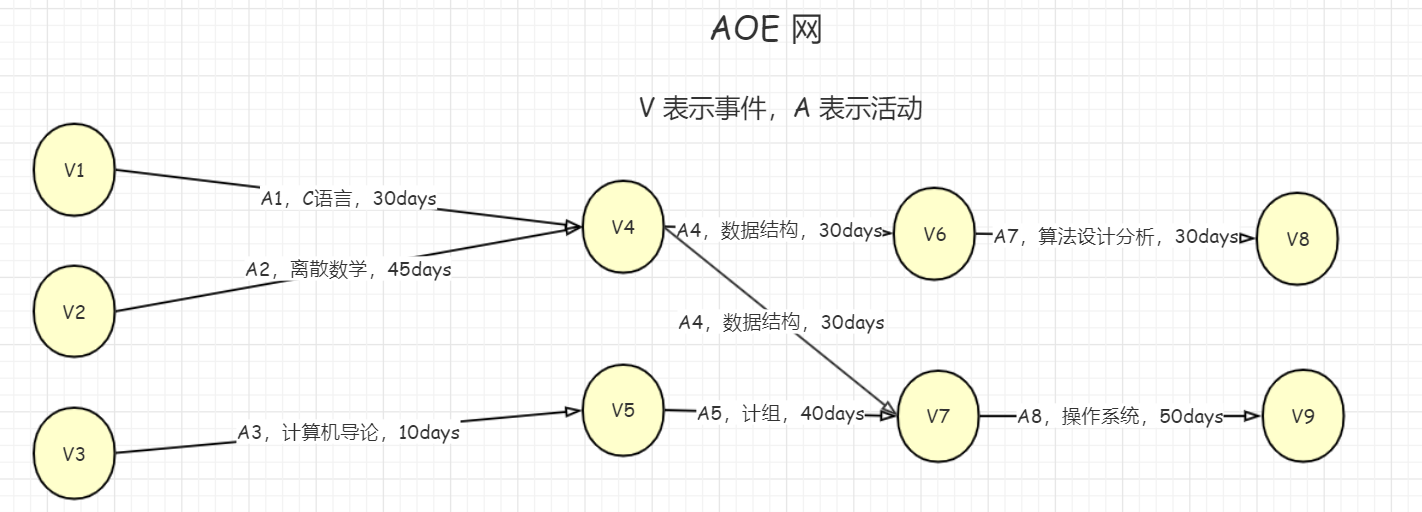 AOE 网
V 表示事件，A 表示活动
V1
A1，C语言，30days
V4
A4，数据结构，30days
V6
A7，算法设计分析，30days
V8
A2，离散数学，45days
V2
A4，数据结构，30days
V5
A5，计组，40days
V7
A8，操作系统，50days
V9
A3，计算机导论，10days
V3